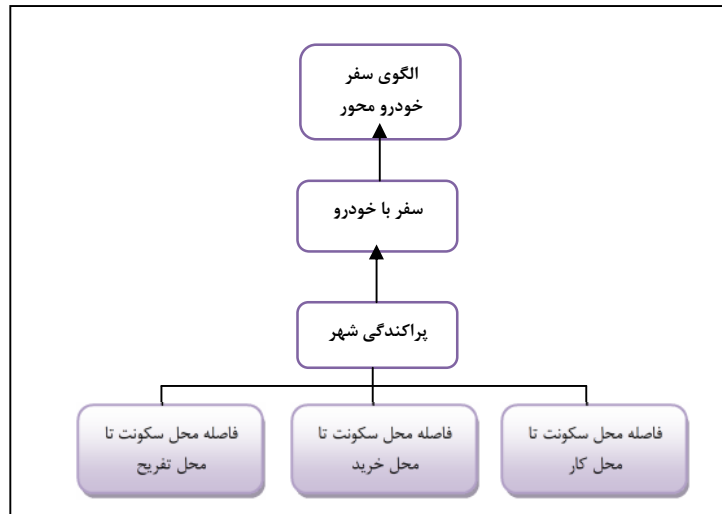 الگوی سفر
خودرو محور
سفر با خودرو
پراکندگی شهر
فاصله محل سکونت تا
محل کار
فاصله محل سکونت تا
محل خرید
فاصله محل سکونت تا
محل تفریح